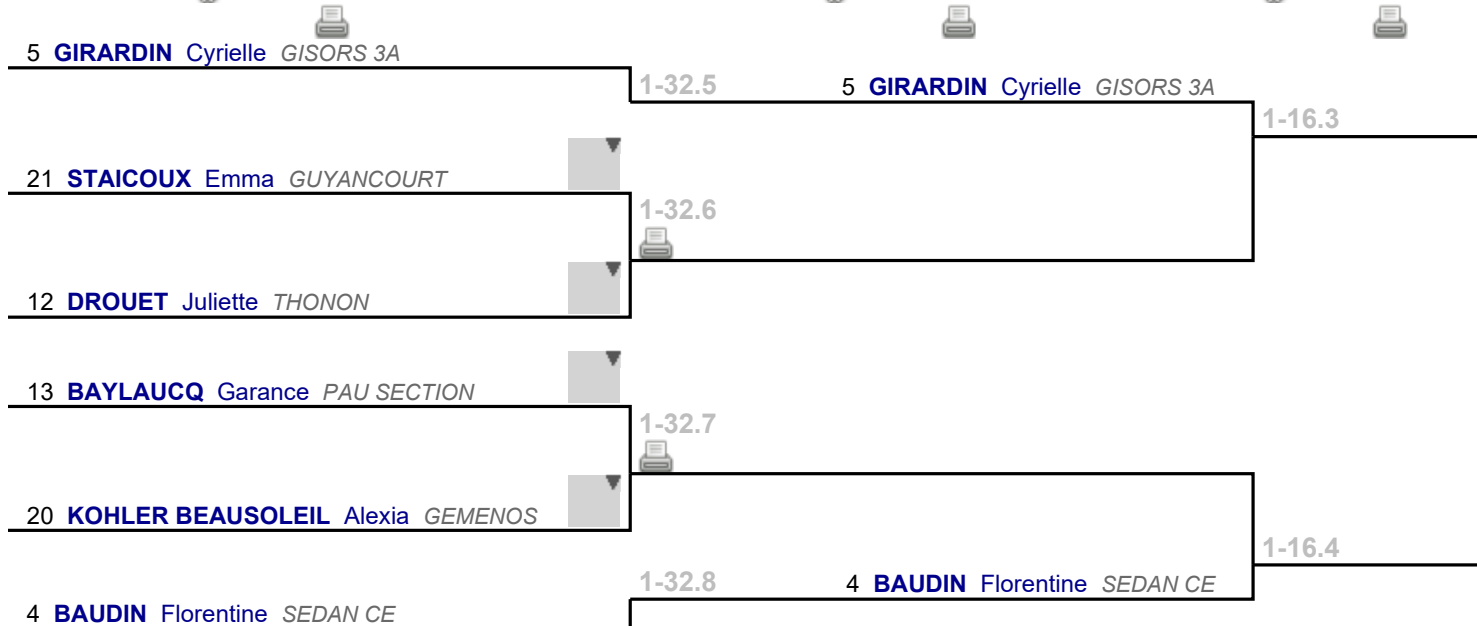 5 GIRARDIN Cyrielle GISORS 3A
1-32.5
5 GIRARDIN Cyrielle GISORS 3A
1-16.3
21 STAICOUX Emma GUYANCOURT
1-32.6
12 DROUET Juliette THONON
13 BAYLAUCQ Garance PAU SECTION
1-32.7
20 KOHLER BEAUSOLEIL Alexia GEMENOS
1-16.4
1-32.8
4 BAUDIN Florentine SEDAN CE
4 BAUDIN Florentine SEDAN CE